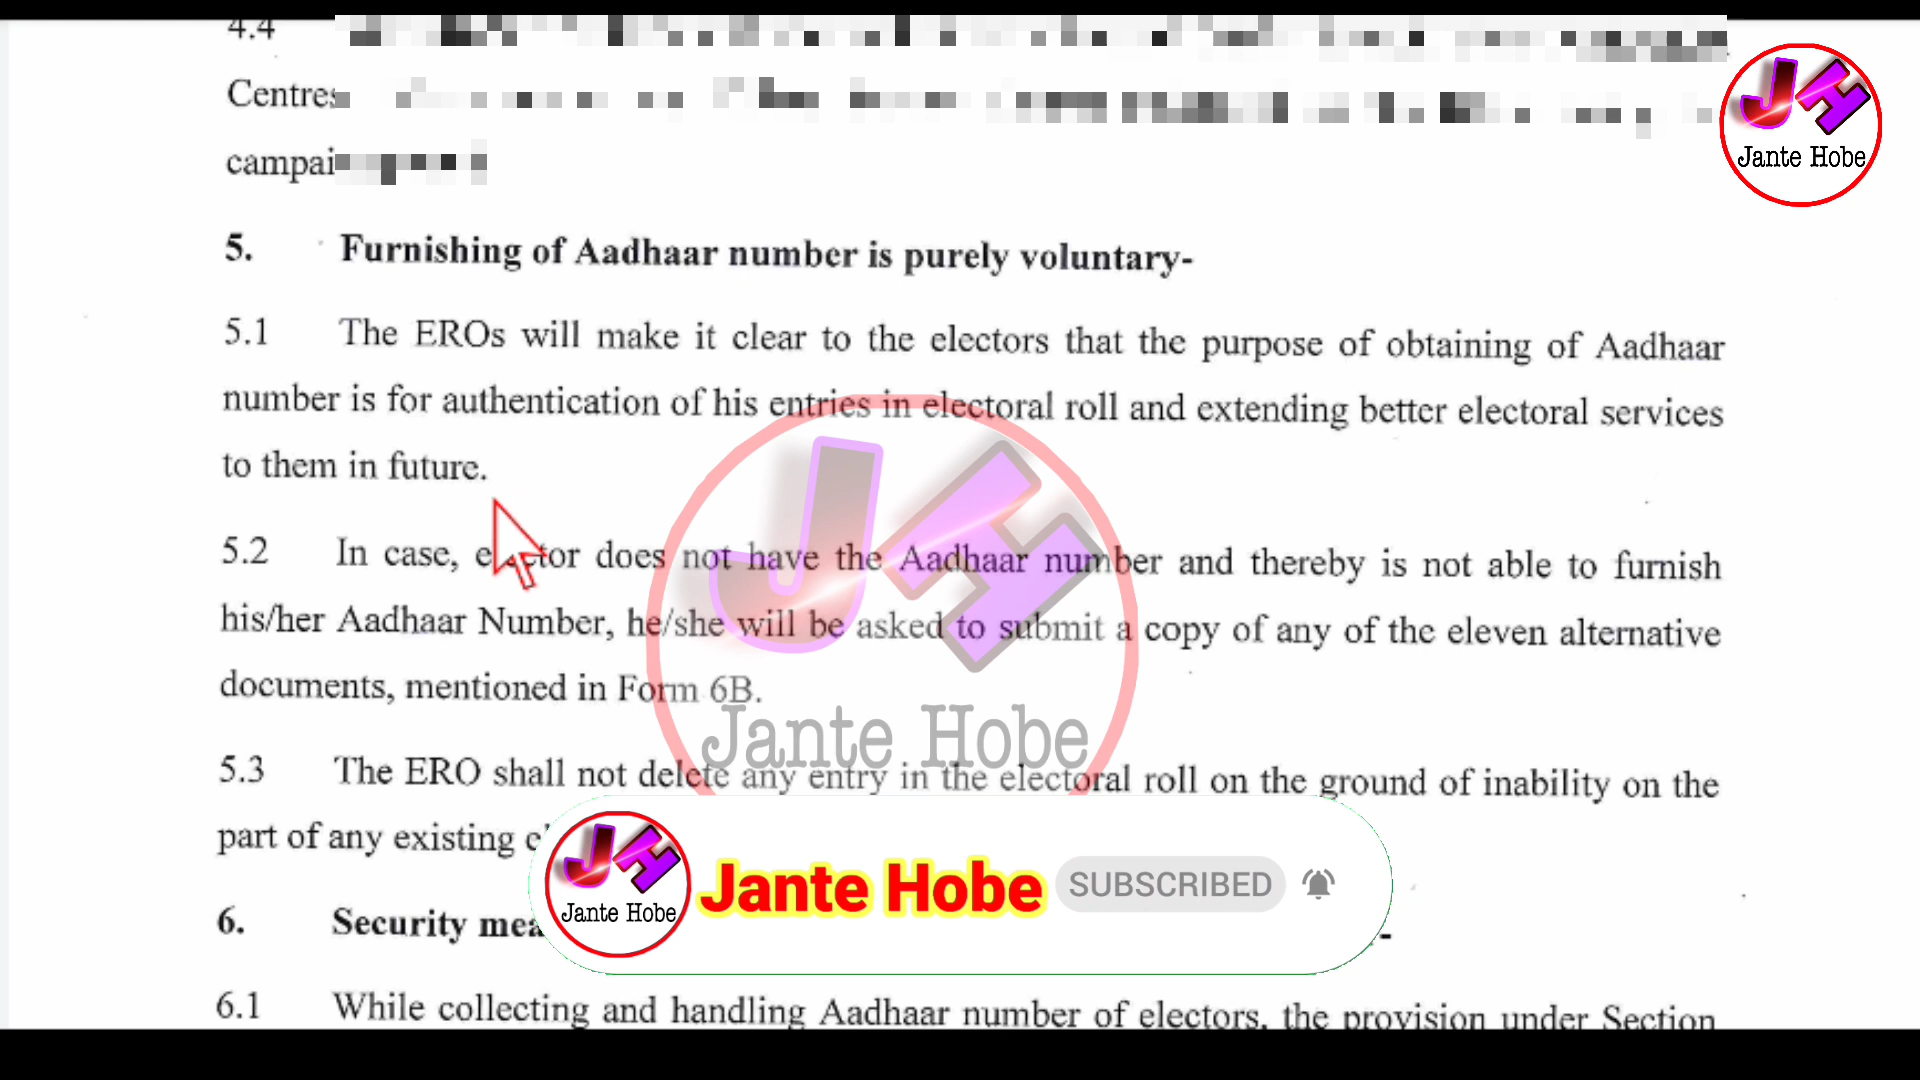 4.4
Centres
campai
JH
Jante Hobe
5. Furnishing of Aadhaar number is purely voluntary-
5.1 The EROs will make it clear to the electors that the purpose of obtaining of Aadhaar
number is for authentication of his entries in electoral roll and extending better electoral services
to them in future.
5.2 In case, elector does not have the Aadhaar number and thereby is not able to furnish
his/her Aadhaar Number, he/she will be asked to submit a copy of any of the eleven alternative
documents, mentioned in Form 6B.
JH
Jante Hobe
5.3 The ERO shall not delete any entry in the electoral roll on the ground of inability on the
part of any existing
JH
Jante Hobe
Jante Hobe SUBSCRIBED
6. Security
6.1 While collecting and handling Aadhaar number of electors, the provision under Section